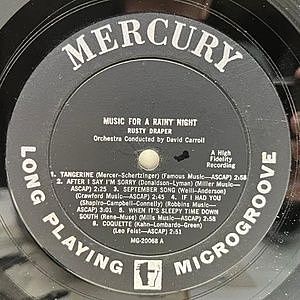 MERCURY
MUSIC FOR A RAINY NIGHT
RUSTY DRAPER
Orchestra Conducted by David Carroll
A High
Fidelity
Recording
1. TANGERINE (Mercer-Schertzinger) (Famous Music—ASCAP) 2:58
2. AFTER I SAY I'M SORRY (Donaldson-Lyman) (Miller Music—
ASCAP) 2:25 3. SEPTEMBER SONG (Weill-Anderson)
(Crawford Music—ASCAP) 2:45 4. IF I HAD YOU
(Shapiro-Campbell-Connelly) (Robbins Music—
ASCAP) 3:01 5. WHEN IT'S SLEEPY TIME DOWN
SOUTH (Rene-Muse) (Mills Music—ASCAP) 2:58
6. COQUETTE (Kahn-Lombardo-Green)
(Leo Feist—ASCAP) 2:51
MG-20068 A
LONG PLAYING MICROGROOVE